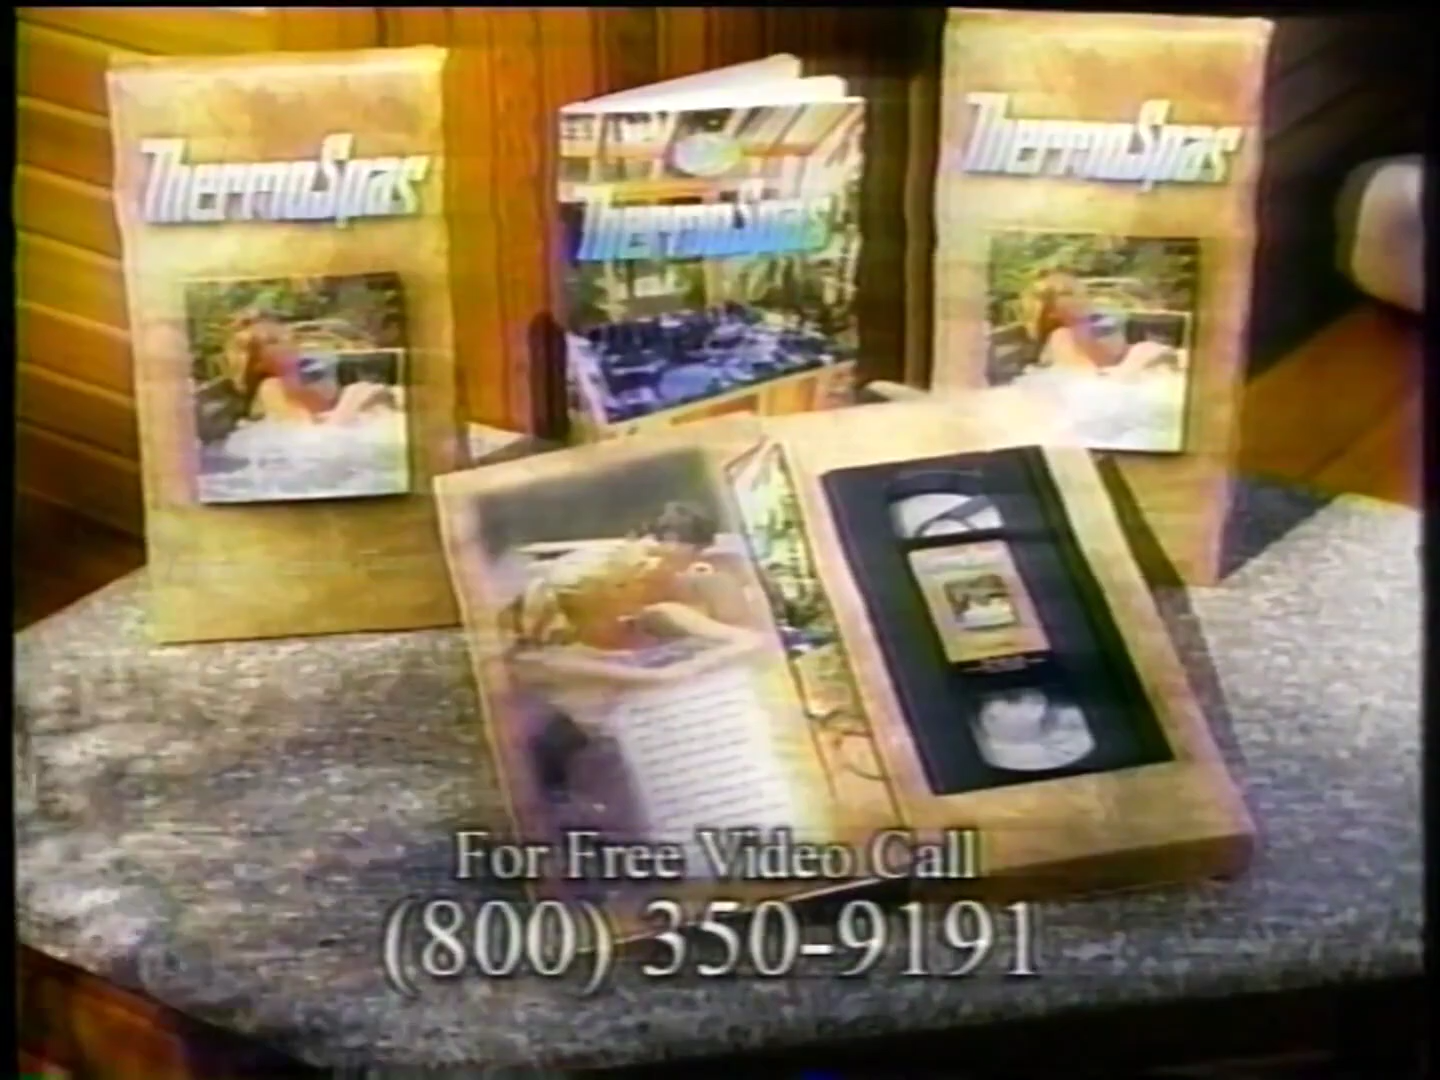 ThermoSpas
ThermoSpas
ThermoSpas
For Free Video Call
(800) 350-9191